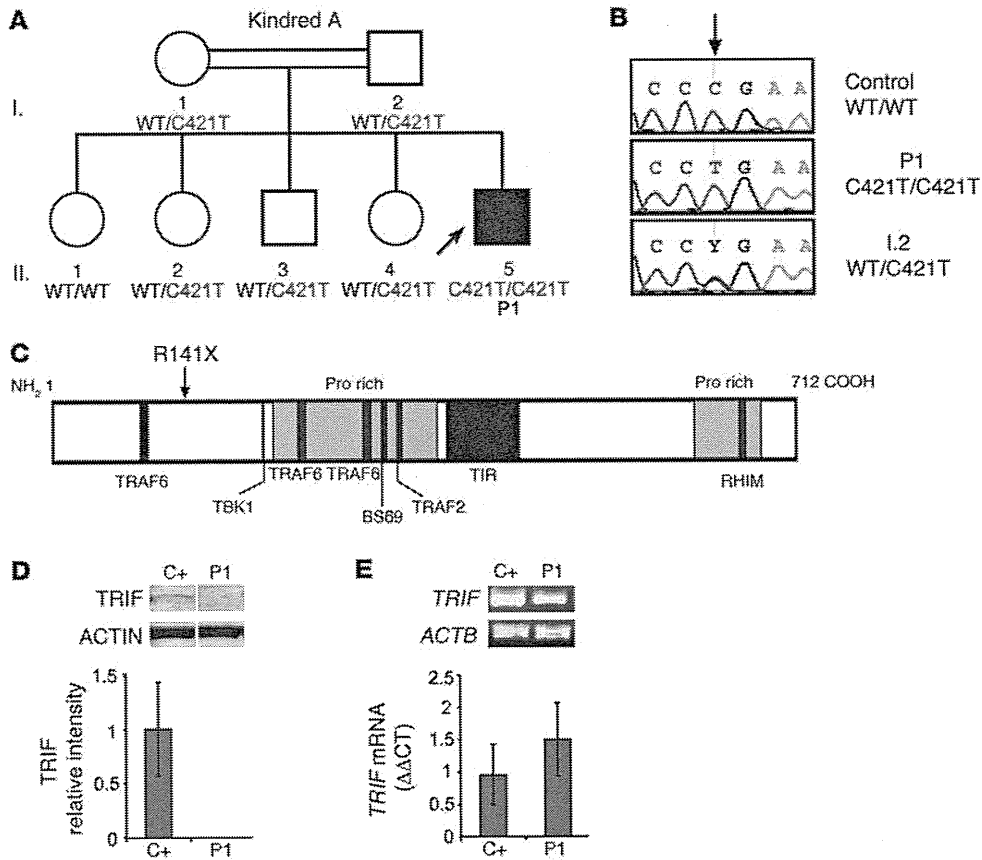 A
Kindred A
I.
1
WT/C421T
2
WT/C421T
II.
1
WT/WT
2
WT/C421T
3
WT/C421T
4
WT/C421T
5
C421T/C421T
P1
B
C C C G A A
Control
WT/WT
C C T G A A
P1
C421T/C421T
C C Y G A A
I.2
WT/C421T
C
R141X
NH2 1
Pro rich
Pro rich
712 COOH
TRAF6
TBK1
TRAF6
TRAF6
BS69
TRAF2
TIR
RHIM
D
C+ P1
TRIF
ACTIN
TRIF
relative intensity
1.5
1
0.5
0
C+ P1
E
C+ P1
TRIF
ACTB
TRIF mRNA
(ΔΔCT)
2.5
2
1.5
1
0.5
0
C+ P1